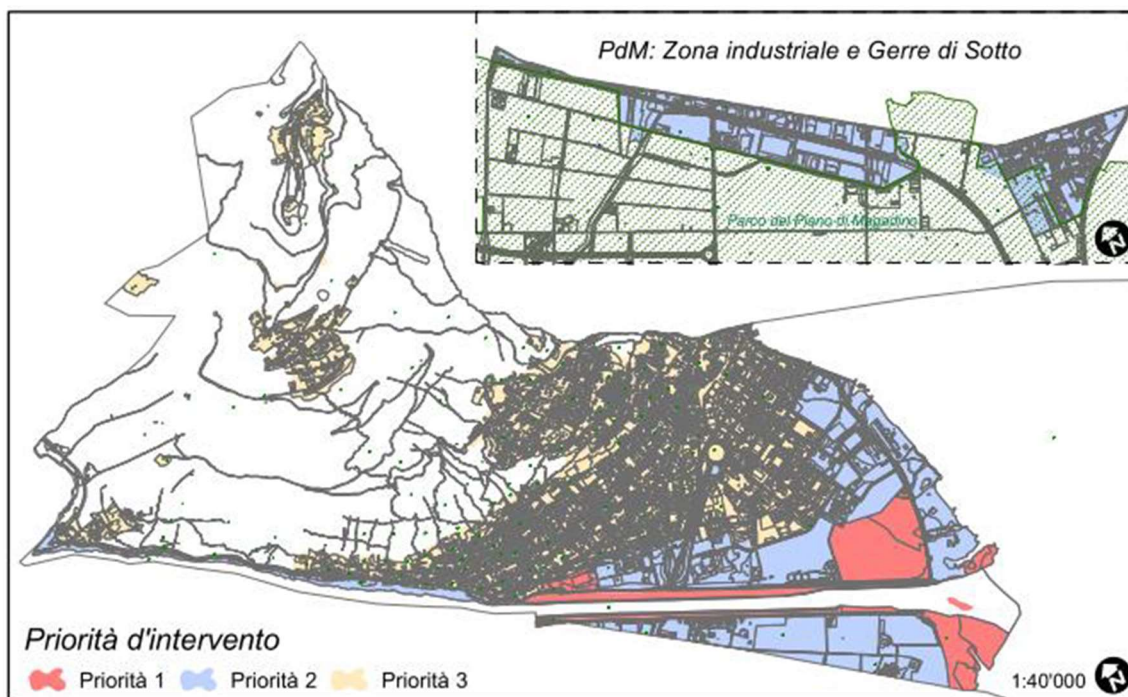 PdM: Zona industriale e Gerre di Sotto
Parco del Piano di Magadino
N
Priorità d'intervento
Priorità 1
Priorità 2
Priorità 3
1:40'000
N